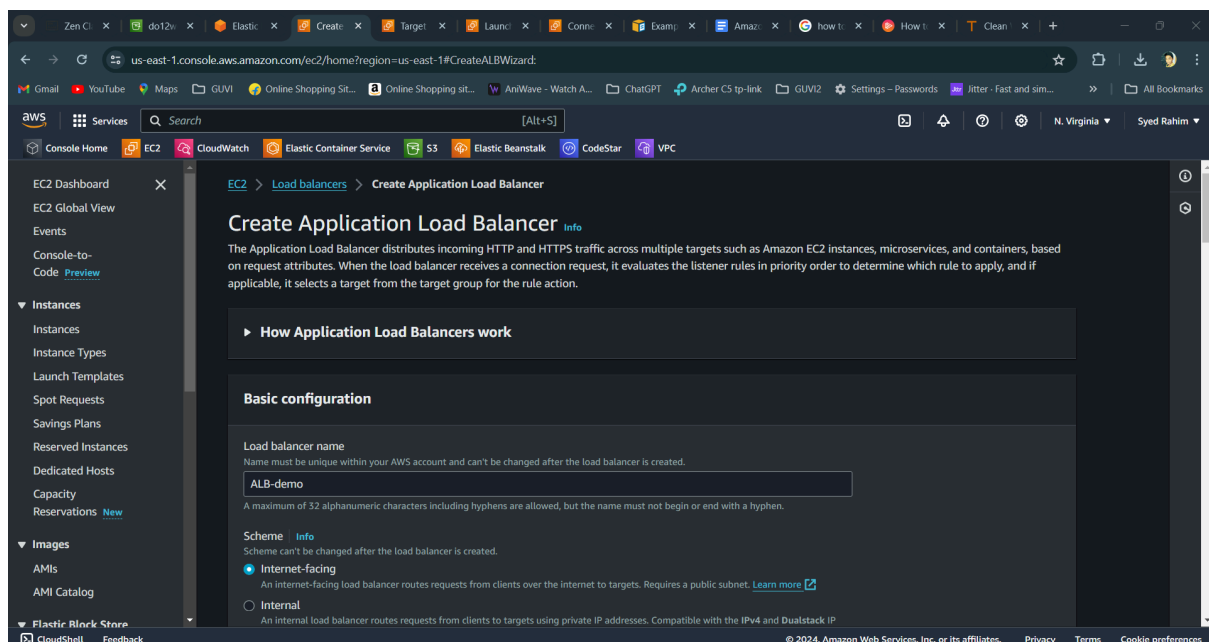 Zen Cl
do12w
Elastic
Create
Target
Launch
Conne
Examp
Amaz
how to
How t
Clean
us-east-1.console.aws.amazon.com/ec2/home?region=us-east-1#CreateALBWizard:
Gmail
YouTube
Maps
GUVI
Online Shopping Sit...
Online Shopping sit...
AniWave - Watch A...
ChatGPT
Archer C5 tp-link
GUVI2
Settings – Passwords
Jitter - Fast and sim...
»
All Bookmarks
aws
Services
Search
[Alt+S]
N. Virginia
Syed Rahim
Console Home
EC2
CloudWatch
Elastic Container Service
S3
Elastic Beanstalk
CodeStar
VPC
EC2 Dashboard
EC2 Global View
Events
Console-to-
Code Preview
Instances
Instances
Instance Types
Launch Templates
Spot Requests
Savings Plans
Reserved Instances
Dedicated Hosts
Capacity
Reservations New
Images
AMIs
AMI Catalog
Elastic Block Store
EC2 > Load balancers > Create Application Load Balancer
Create Application Load Balancer Info
The Application Load Balancer distributes incoming HTTP and HTTPS traffic across multiple targets such as Amazon EC2 instances, microservices, and containers, based
on request attributes. When the load balancer receives a connection request, it evaluates the listener rules in priority order to determine which rule to apply, and if
applicable, it selects a target from the target group for the rule action.
How Application Load Balancers work
Basic configuration
Load balancer name
Name must be unique within your AWS account and can't be changed after the load balancer is created.
ALB-demo
A maximum of 32 alphanumeric characters including hyphens are allowed, but the name must not begin or end with a hyphen.
Scheme Info
Scheme can't be changed after the load balancer is created.
Internet-facing
An internet-facing load balancer routes requests from clients over the internet to targets. Requires a public subnet. Learn more
Internal
An internal load balancer routes requests from clients to targets using private IP addresses. Compatible with the IPv4 and Dualstack IP
CloudShell
Feedback
© 2024, Amazon Web Services, Inc. or its affiliates.
Privacy
Terms
Cookie preferences